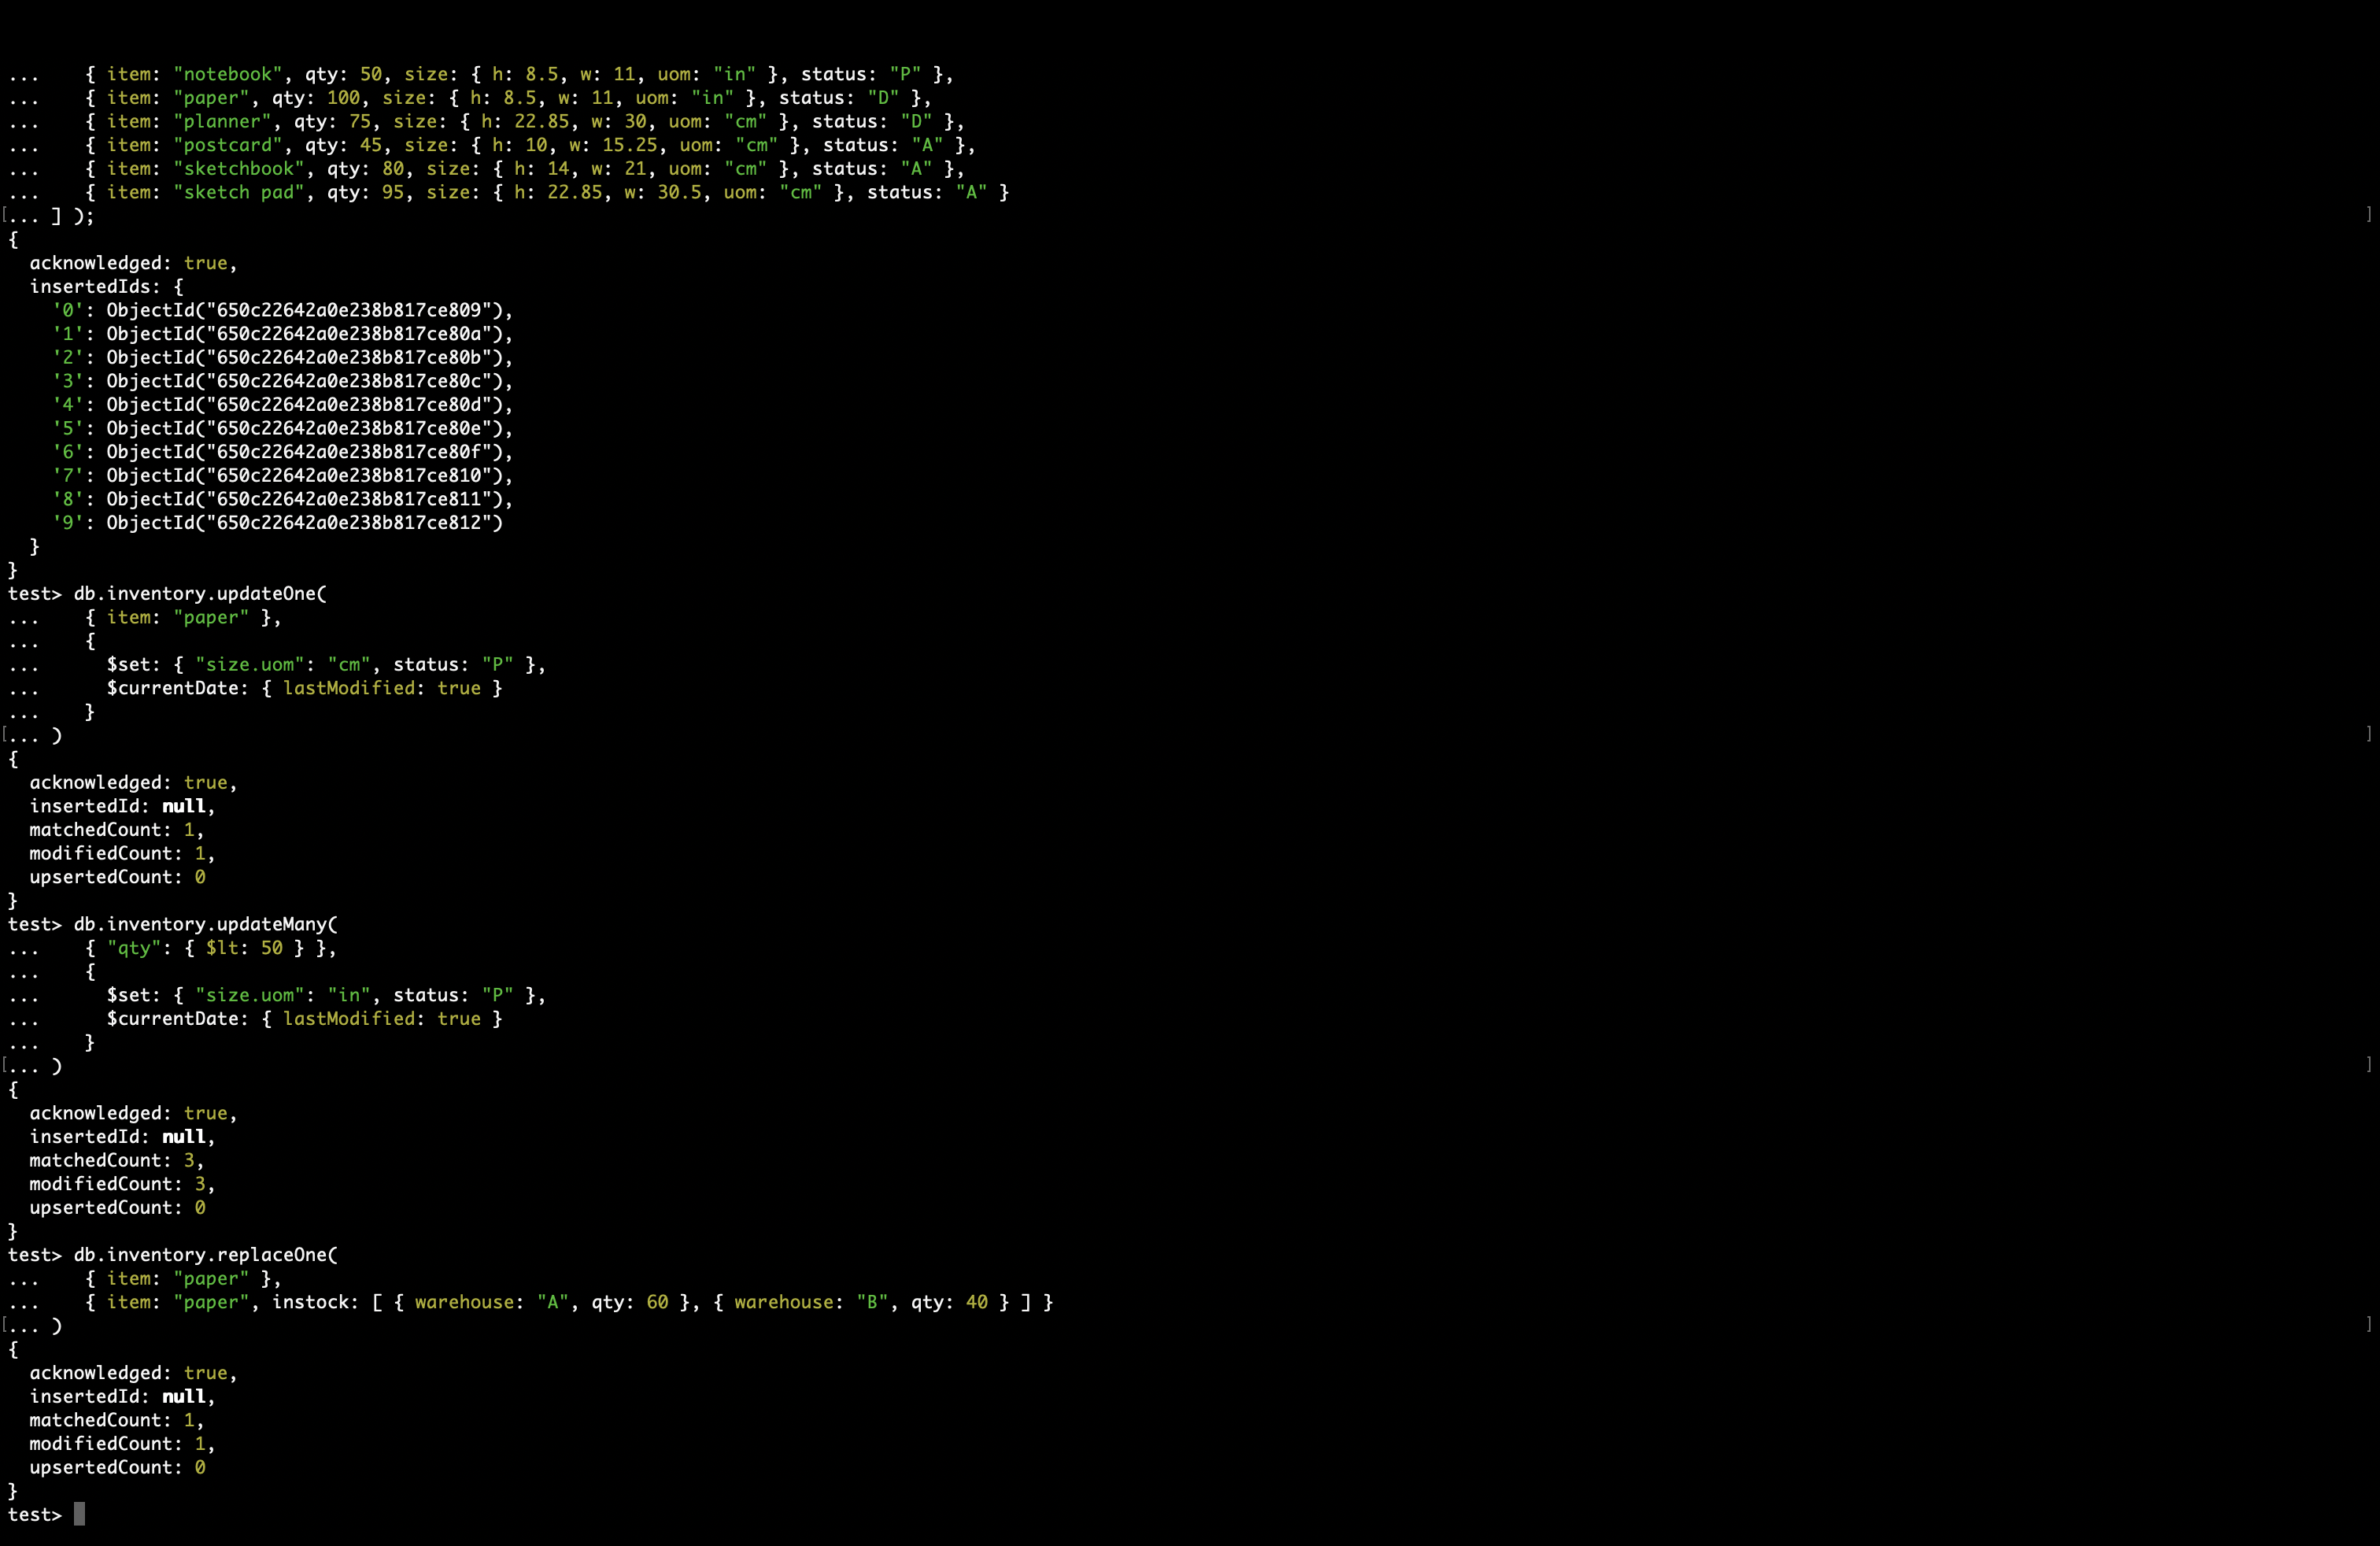 ...    { item: "notebook", qty: 50, size: { h: 8.5, w: 11, uom: "in" }, status: "P" },
...    { item: "paper", qty: 100, size: { h: 8.5, w: 11, uom: "in" }, status: "D" },
...    { item: "planner", qty: 75, size: { h: 22.85, w: 30, uom: "cm" }, status: "D" },
...    { item: "postcard", qty: 45, size: { h: 10, w: 15.25, uom: "cm" }, status: "A" },
...    { item: "sketchbook", qty: 80, size: { h: 14, w: 21, uom: "cm" }, status: "A" },
...    { item: "sketch pad", qty: 95, size: { h: 22.85, w: 30.5, uom: "cm" }, status: "A" }
[... ] ); ]
{
  acknowledged: true,
  insertedIds: {
    '0': ObjectId("650c22642a0e238b817ce809"),
    '1': ObjectId("650c22642a0e238b817ce80a"),
    '2': ObjectId("650c22642a0e238b817ce80b"),
    '3': ObjectId("650c22642a0e238b817ce80c"),
    '4': ObjectId("650c22642a0e238b817ce80d"),
    '5': ObjectId("650c22642a0e238b817ce80e"),
    '6': ObjectId("650c22642a0e238b817ce80f"),
    '7': ObjectId("650c22642a0e238b817ce810"),
    '8': ObjectId("650c22642a0e238b817ce811"),
    '9': ObjectId("650c22642a0e238b817ce812")
  }
}
test> db.inventory.updateOne(
...    { item: "paper" },
...    {
...      $set: { "size.uom": "cm", status: "P" },
...      $currentDate: { lastModified: true }
...    }
[... ) ]
{
  acknowledged: true,
  insertedId: null,
  matchedCount: 1,
  modifiedCount: 1,
  upsertedCount: 0
}
test> db.inventory.updateMany(
...    { "qty": { $lt: 50 } },
...    {
...      $set: { "size.uom": "in", status: "P" },
...      $currentDate: { lastModified: true }
...    }
[... ) ]
{
  acknowledged: true,
  insertedId: null,
  matchedCount: 3,
  modifiedCount: 3,
  upsertedCount: 0
}
test> db.inventory.replaceOne(
...    { item: "paper" },
...    { item: "paper", instock: [ { warehouse: "A", qty: 60 }, { warehouse: "B", qty: 40 } ] }
[... ) ]
{
  acknowledged: true,
  insertedId: null,
  matchedCount: 1,
  modifiedCount: 1,
  upsertedCount: 0
}
test>